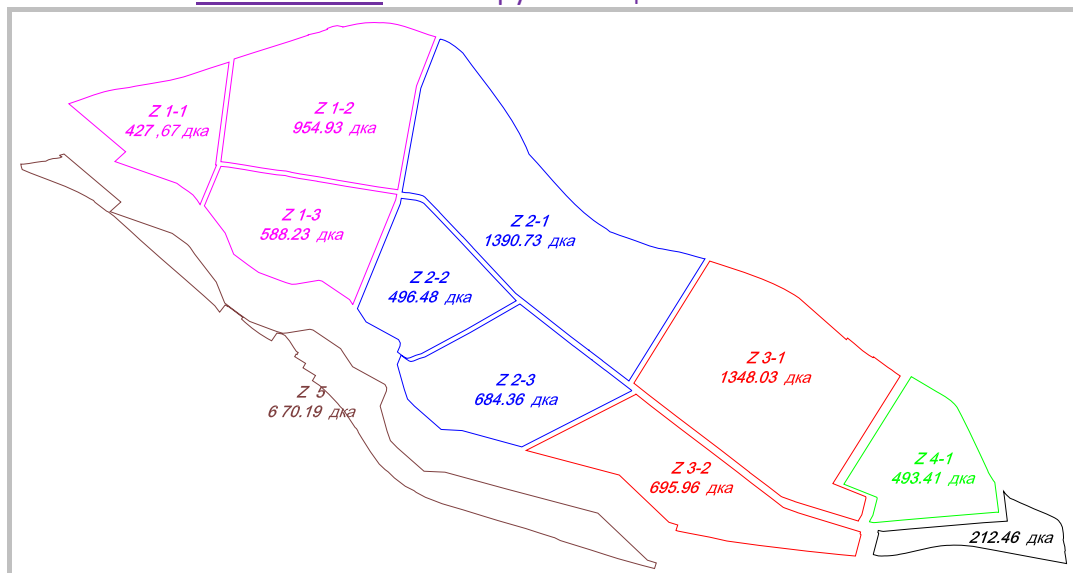 Z 1-1
427 ,67 дка
Z 1-2
954.93 дка
Z 1-3
588.23 дка
Z 2-1
1390.73 дка
Z 2-2
496.48 дка
Z 2-3
684.36 дка
Z 3-1
1348.03 дка
Z 5
6 70.19 дка
Z 3-2
695.96 дка
Z 4-1
493.41 дка
212.46 дка